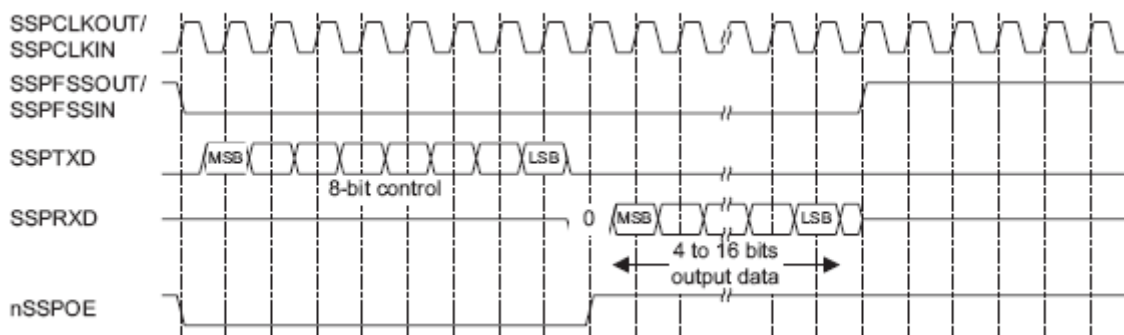 SSPCLKOUT/
SSPCLKIN
SSPFSSOUT/
SSPFSSIN
SSPTXD
MSB
LSB
8-bit control
SSPRXD
0
MSB
LSB
4 to 16 bits
output data
nSSPOE